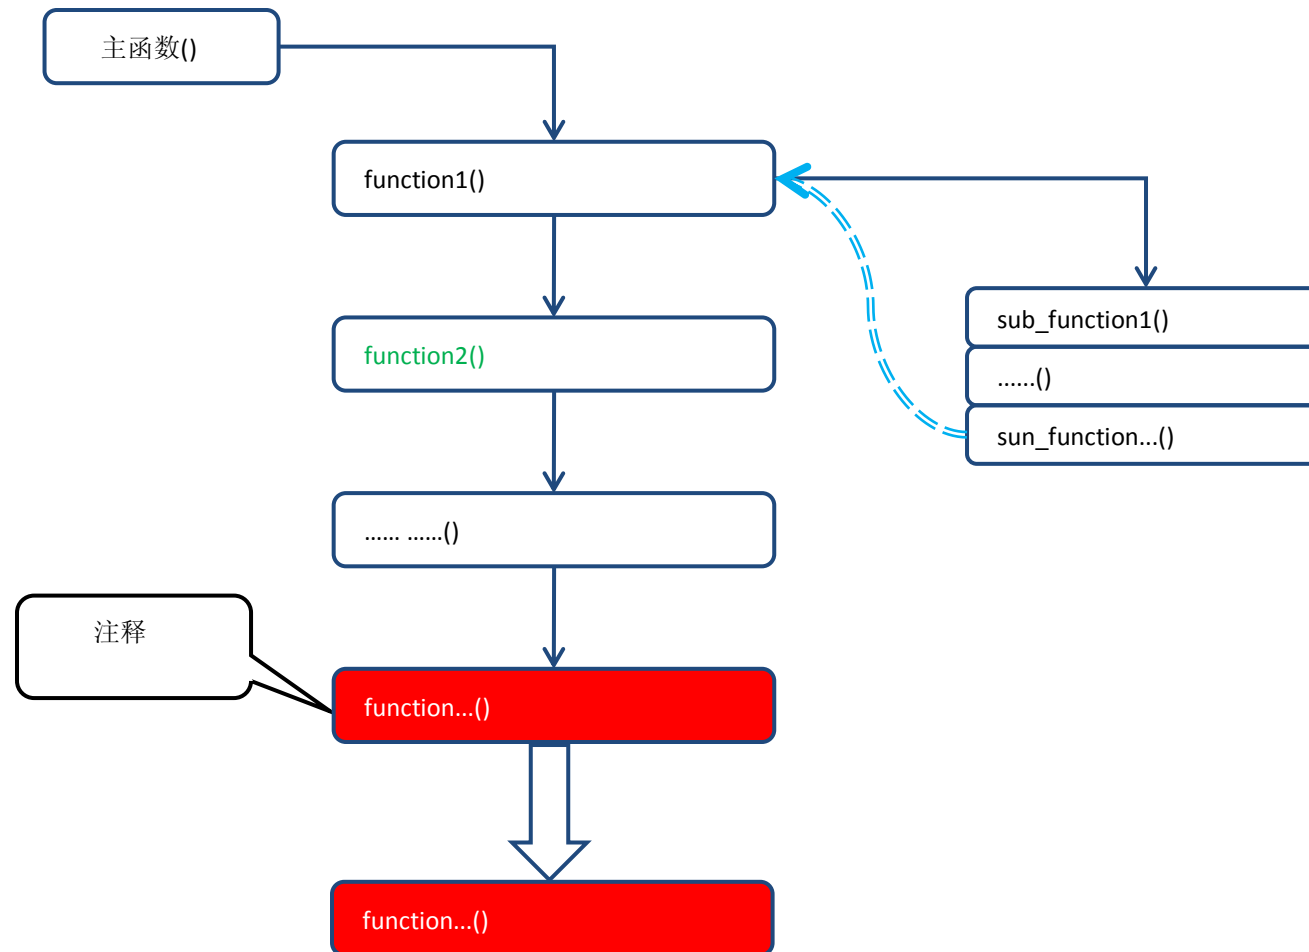 主函数()
function1()
sub_function1()
function2()
......()
sun_function...()
...... ......()
注释
function...()
function...()